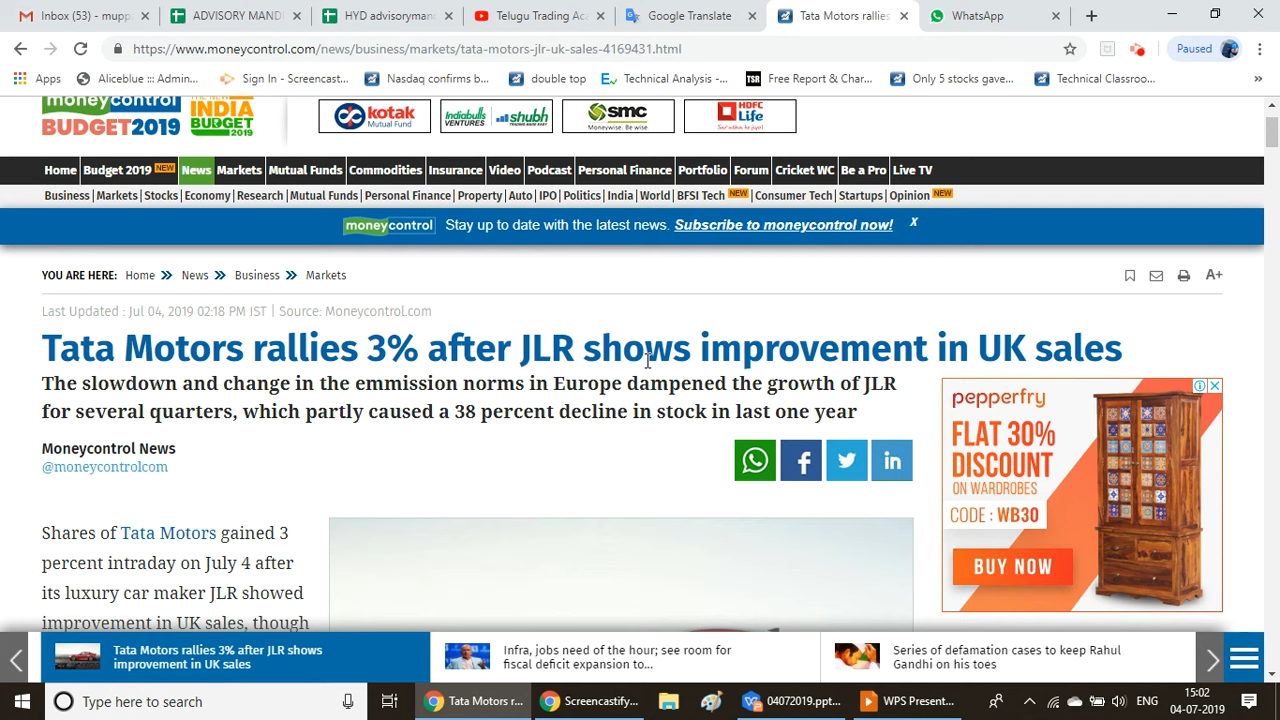 Inbox (53) - mupp
ADVISORY MANDI
HYD advisoryman
Telugu Trading Ac
Google Translate
Tata Motors rallies
WhatsApp
https://www.moneycontrol.com/news/business/markets/tata-motors-jlr-uk-sales-4169431.html
Paused
Apps
Aliceblue ::: Admin...
Sign In - Screencast...
Nasdaq confirms b...
double top
Technical Analysis -...
TSR
Free Report & Char...
Only 5 stocks gave...
Technical Classroo...
»
moneycontrol
BUDGET2019
THE NEW
INDIA
BUDGET
2019
kotak
Mutual Fund
Indiabulls
VENTURES
shubh
smc
Moneywise. Be wise
HDFC
Life
Home
Budget 2019 NEW
News
Markets
Mutual Funds
Commodities
Insurance
Video
Podcast
Personal Finance
Portfolio
Forum
Cricket WC
Be a Pro
Live TV
Business | Markets | Stocks | Economy | Research | Mutual Funds | Personal Finance | Property | Auto | IPO | Politics | India | World | BFSI Tech NEW | Consumer Tech | Startups | Opinion NEW
moneycontrol Stay up to date with the latest news. Subscribe to moneycontrol now! X
YOU ARE HERE: Home » News » Business » Markets
A+
Last Updated : Jul 04, 2019 02:18 PM IST | Source: Moneycontrol.com
Tata Motors rallies 3% after JLR shows improvement in UK sales
The slowdown and change in the emmission norms in Europe dampened the growth of JLR
for several quarters, which partly caused a 38 percent decline in stock in last one year
Moneycontrol News
@moneycontrolcom
Shares of Tata Motors gained 3
percent intraday on July 4 after
its luxury car maker JLR showed
improvement in UK sales, though
pepperfry
FLAT 30%
DISCOUNT
ON WARDROBES
CODE : WB30
BUY NOW
Tata Motors rallies 3% after JLR shows
improvement in UK sales
Infra, jobs need of the hour; see room for
fiscal deficit expansion to...
Series of defamation cases to keep Rahul
Gandhi on his toes
Type here to search
Tata Motors r...
Screencastify...
04072019.ppt...
WPS Present...
ENG
15:02
04-07-2019